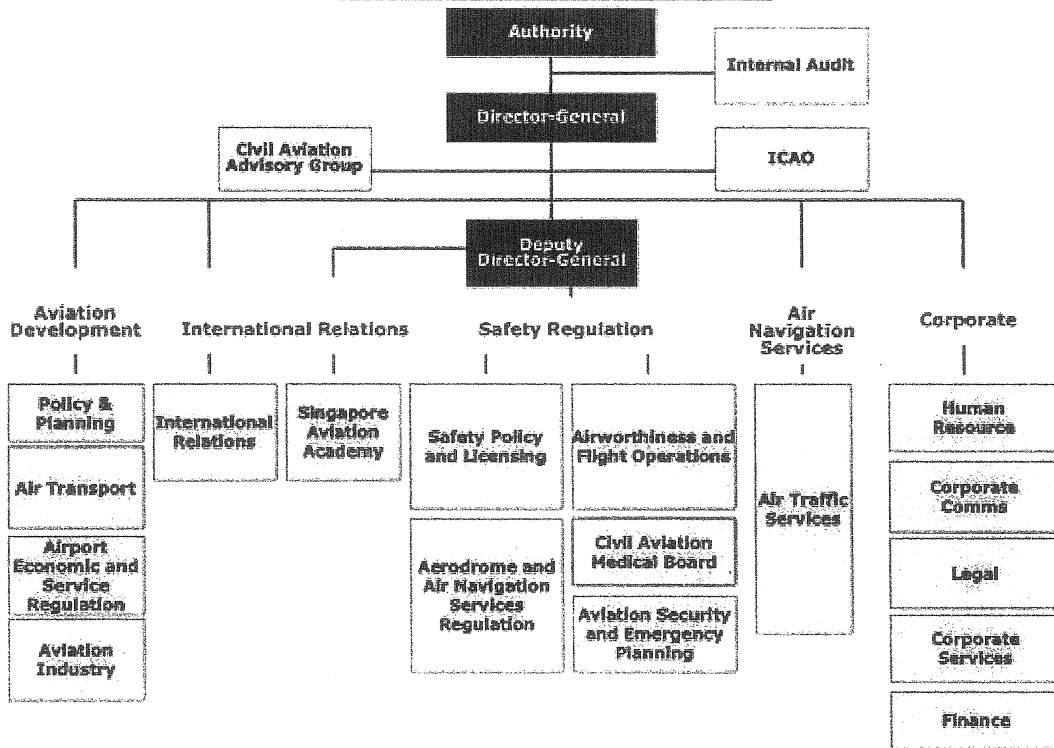 Authority
Internal Audit
Director-General
Civil Aviation
Advisory Group
ICAO
Deputy
Director-General
Aviation
Development
International Relations
Safety Regulation
Air
Navigation
Services
Corporate
Policy &
Planning
Air Transport
Airport
Economic and
Service
Regulation
Aviation
Industry
International
Relations
Singapore
Aviation
Academy
Safety Policy
and Licensing
Aerodrome and
Air Navigation
Services
Regulation
Airworthiness and
Flight Operations
Civil Aviation
Medical Board
Aviation Security
and Emergency
Planning
Air Traffic
Services
Human
Resource
Corporate
Comms
Legal
Corporate
Services
Finance